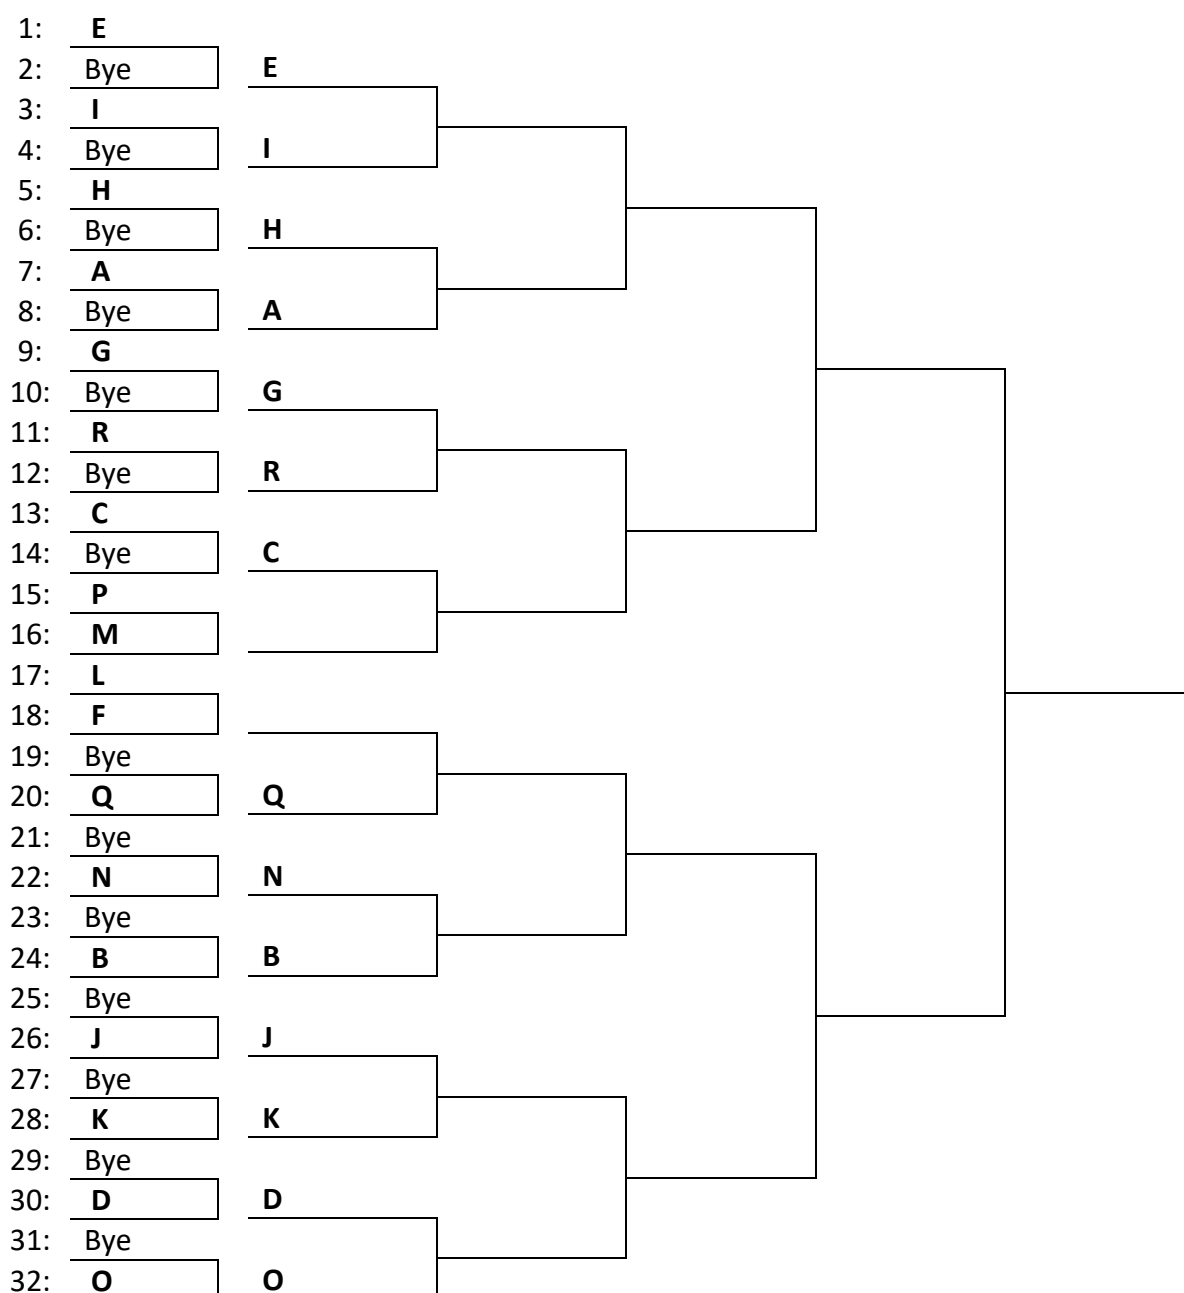 1: E
2: Bye E
3: I
4: Bye I
5: H
6: Bye H
7: A
8: Bye A
9: G
10: Bye G
11: R
12: Bye R
13: C
14: Bye C
15: P
16: M
17: L
18: F
19: Bye
20: Q Q
21: Bye
22: N N
23: Bye
24: B B
25: Bye
26: J J
27: Bye
28: K K
29: Bye
30: D D
31: Bye
32: O O